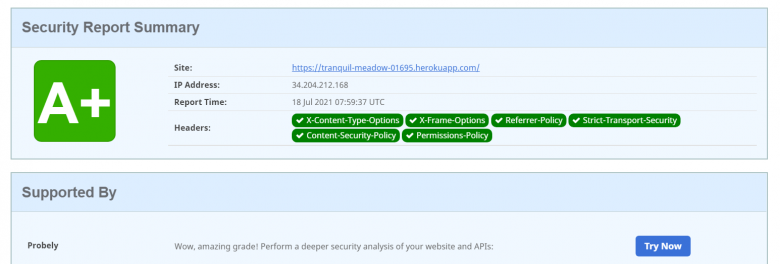 Security Report Summary
A+
Site: https://tranquil-meadow-01695.herokuapp.com/
IP Address: 34.204.212.168
Report Time: 18 Jul 2021 07:59:37 UTC
Headers: ✔ X-Content-Type-Options ✔ X-Frame-Options ✔ Referrer-Policy ✔ Strict-Transport-Security
✔ Content-Security-Policy ✔ Permissions-Policy
Supported By
Probely Wow, amazing grade! Perform a deeper security analysis of your website and APIs: Try Now